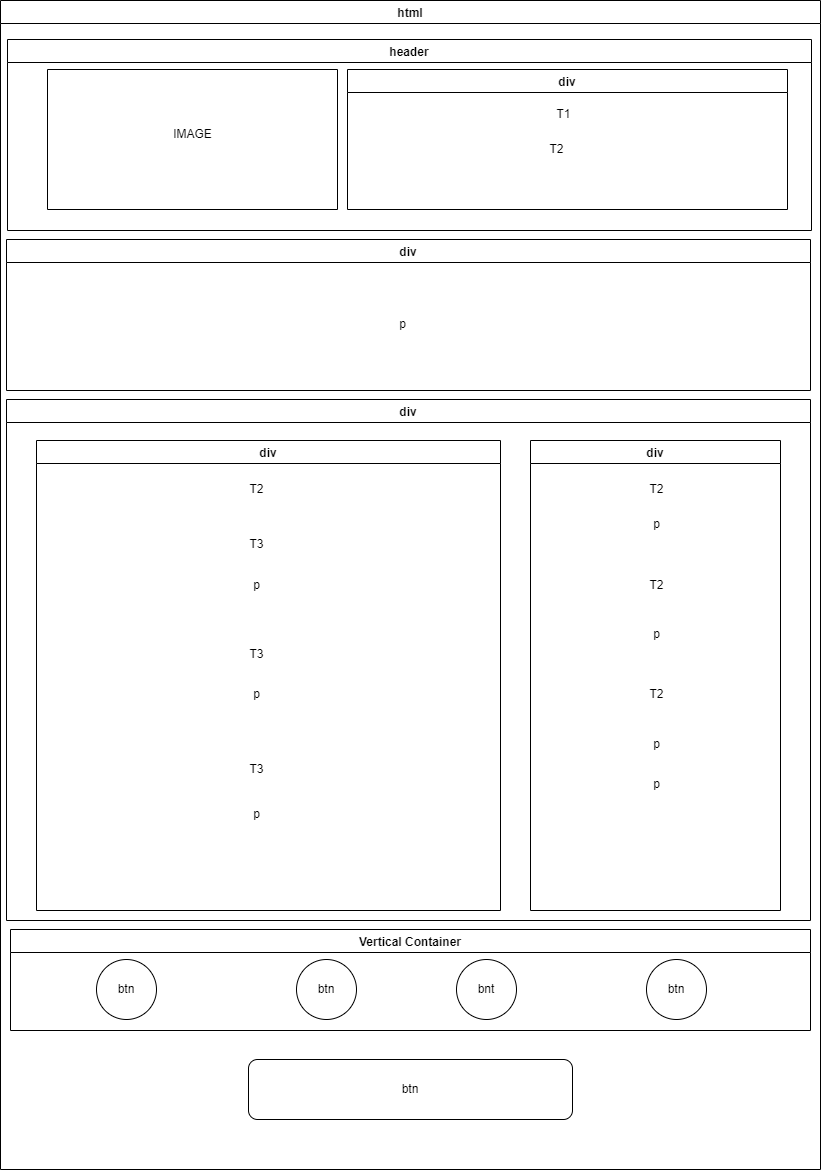 html
header
IMAGE
div
T1
T2
div
p
div
div
T2
T3
p
T3
p
T3
p
div
T2
p
T2
p
T2
p
p
Vertical Container
btn
btn
bnt
btn
btn